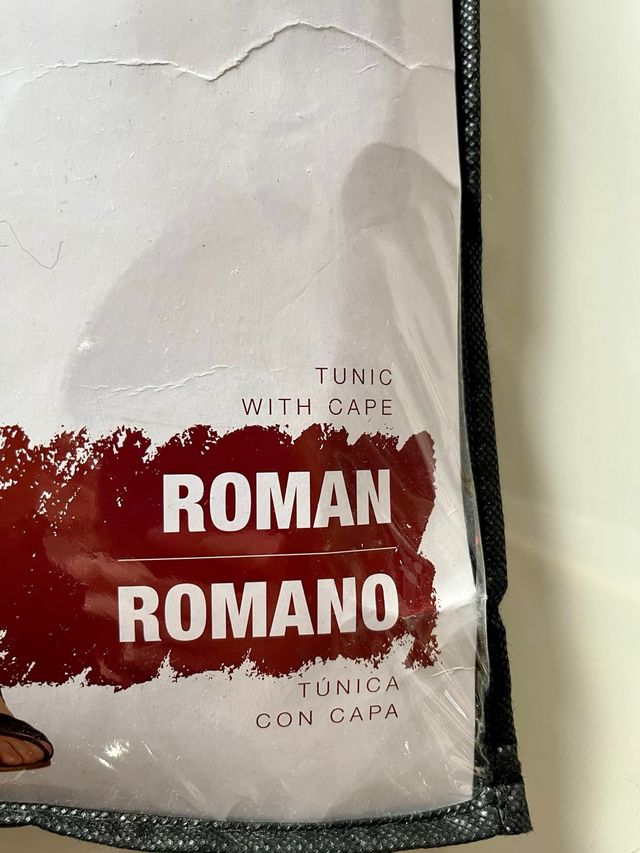 TUNIC
WITH CAPE
ROMAN
ROMANO
TÚNICA
CON CAPA